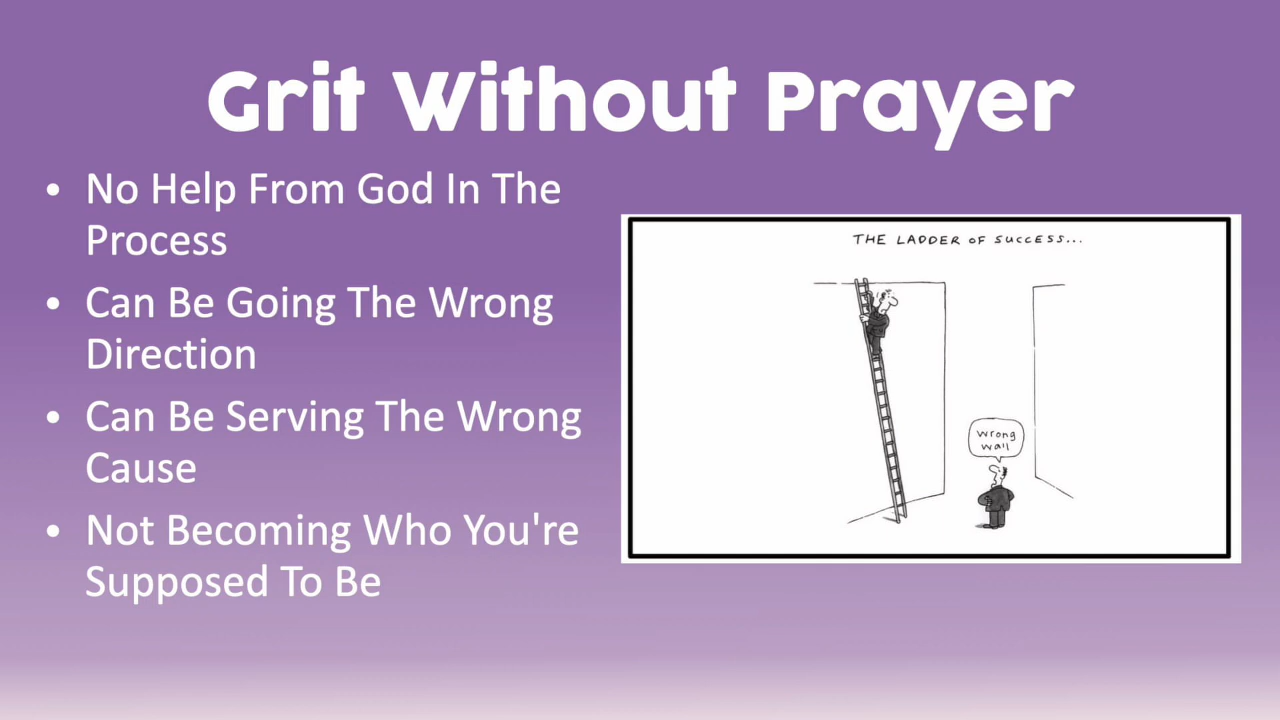 Grit Without Prayer
• No Help From God In The
Process
• Can Be Going The Wrong
Direction
• Can Be Serving The Wrong
Cause
• Not Becoming Who You're
Supposed To Be
THE LADDER OF SUCCESS...
wrong
wall